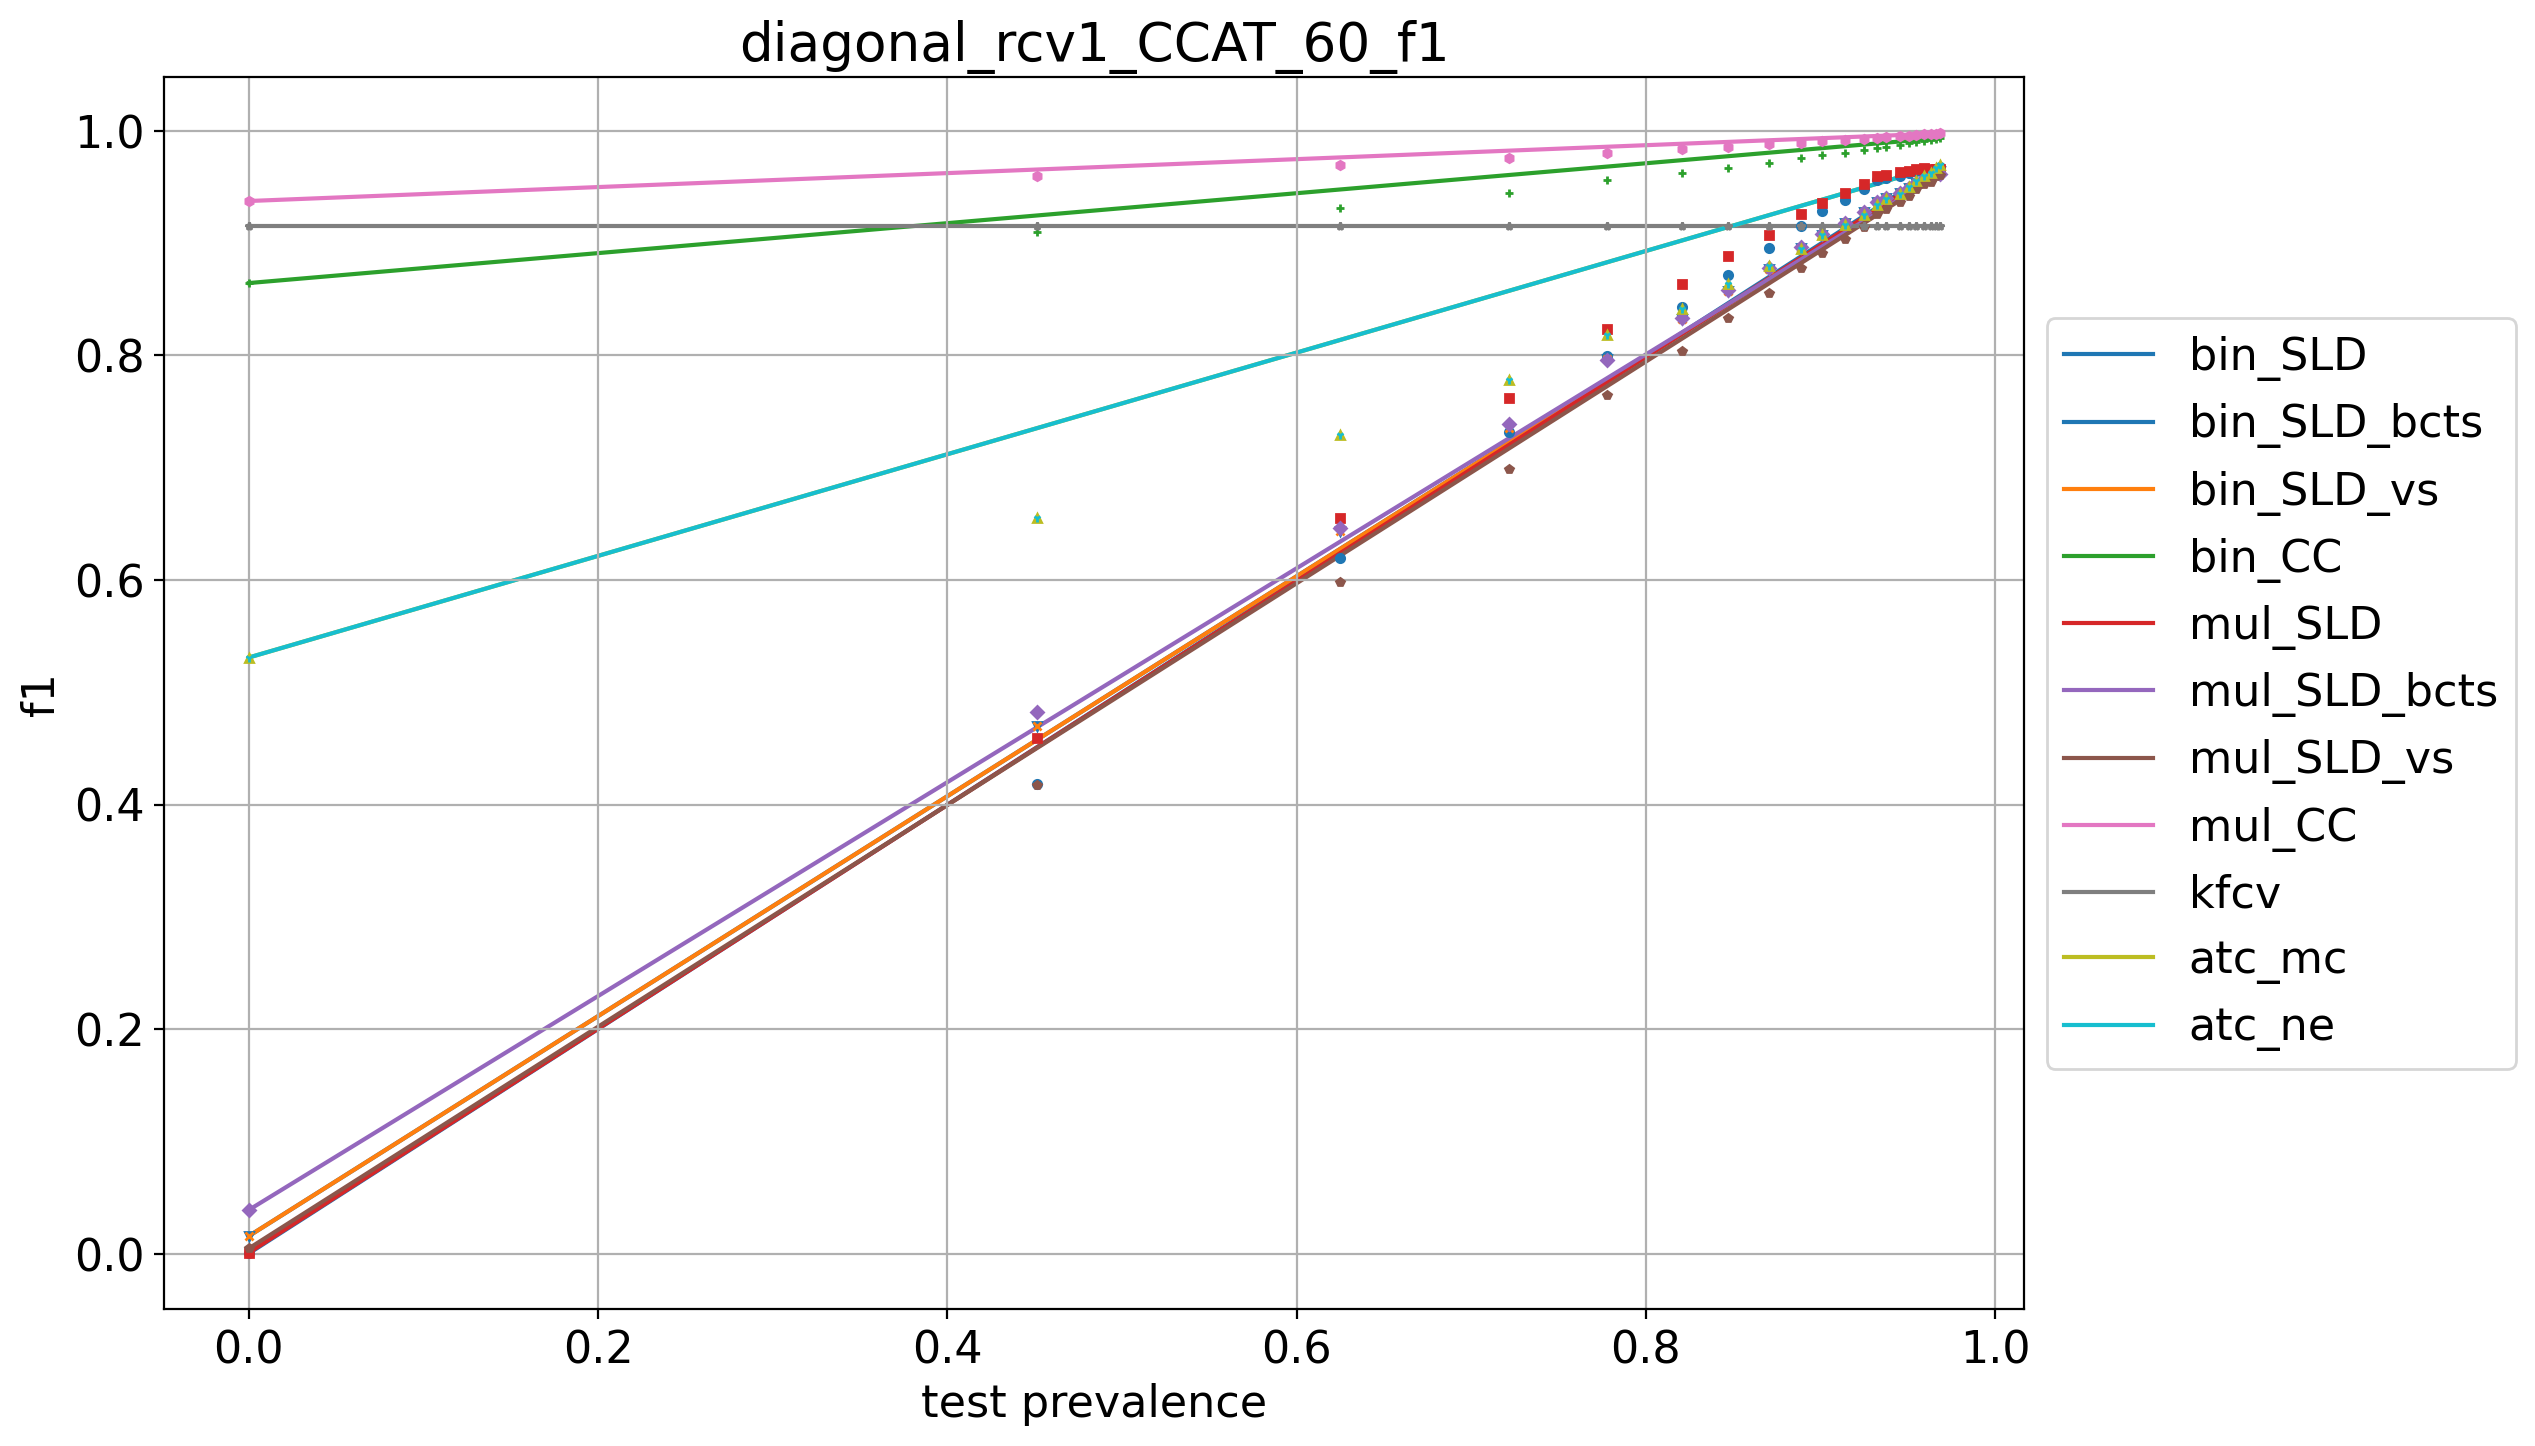 diagonal_rcv1_CCAT_60_f1
1.0
0.8
0.6
0.4
0.2
0.0
f1
0.0 0.2 0.4 0.6 0.8 1.0
test prevalence
bin_SLD
bin_SLD_bcts
bin_SLD_vs
bin_CC
mul_SLD
mul_SLD_bcts
mul_SLD_vs
mul_CC
kfcv
atc_mc
atc_ne